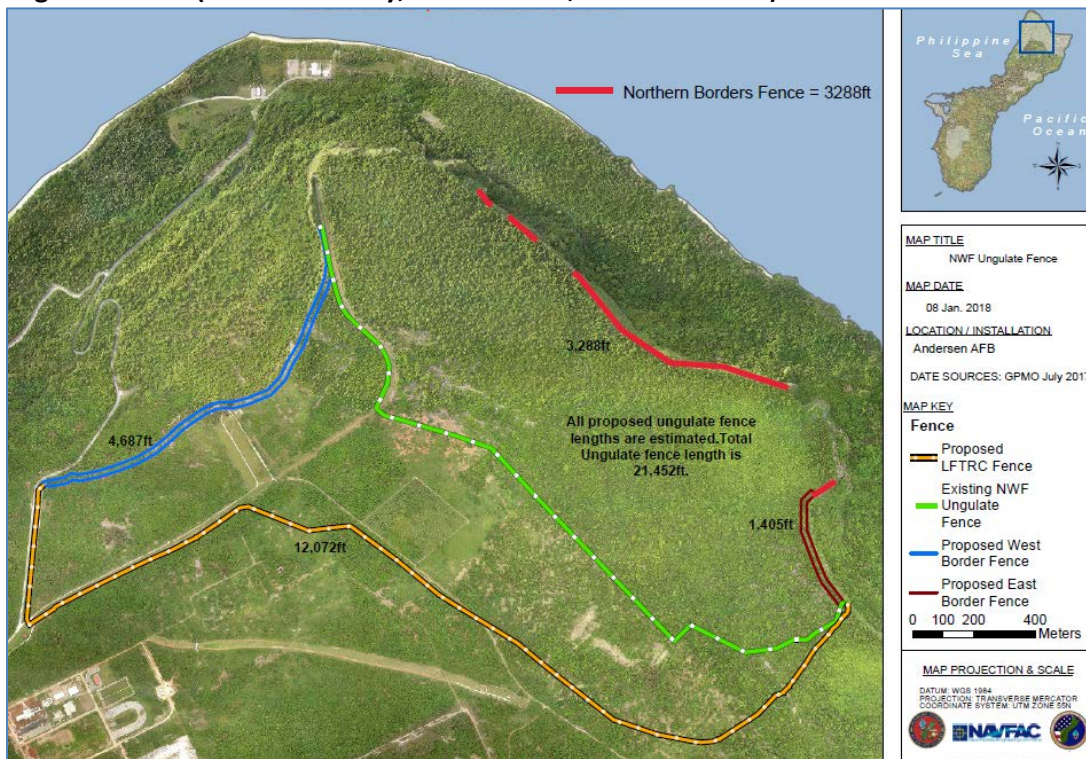 Northern Borders Fence = 3288ft
3,288ft
4,687ft
All proposed ungulate fence
lengths are estimated.Total
Ungulate fence length is
21,452ft.
1,405ft
12,072ft
Philippine
Sea
Pacific
Ocean
MAP TITLE
NWF Ungulate Fence
MAP DATE
08 Jan. 2018
LOCATION / INSTALLATION
Andersen AFB
DATE SOURCES: GPMO July 2017
MAP KEY
Fence
Proposed
LFTRC Fence
Existing NWF
Ungulate
Fence
Proposed West
Border Fence
Proposed East
Border Fence
0 100 200 400
Meters
MAP PROJECTION & SCALE
DATUM: WGS 1984
PROJECTION: TRANSVERSE MERCATOR
COORDINATE SYSTEM: UTM ZONE 55N
NAVFAC